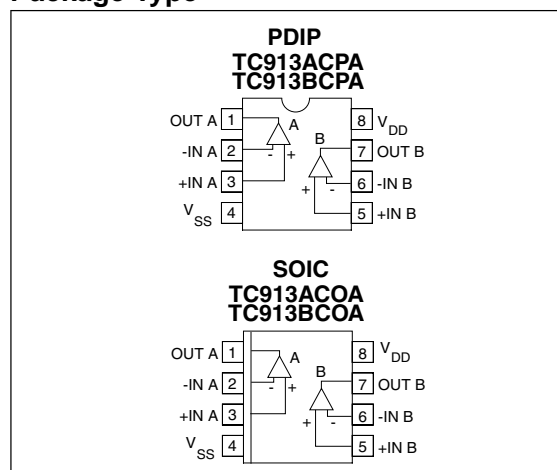 Package Type
PDIP
TC913ACPA
TC913BCPA
OUT A 1 A 8 VDD
-IN A 2 - + B 7 OUT B
+IN A 3 + - 6 -IN B
VSS 4 5 +IN B
SOIC
TC913ACOA
TC913BCOA
OUT A 1 A 8 VDD
-IN A 2 - + B 7 OUT B
+IN A 3 + - 6 -IN B
VSS 4 5 +IN B